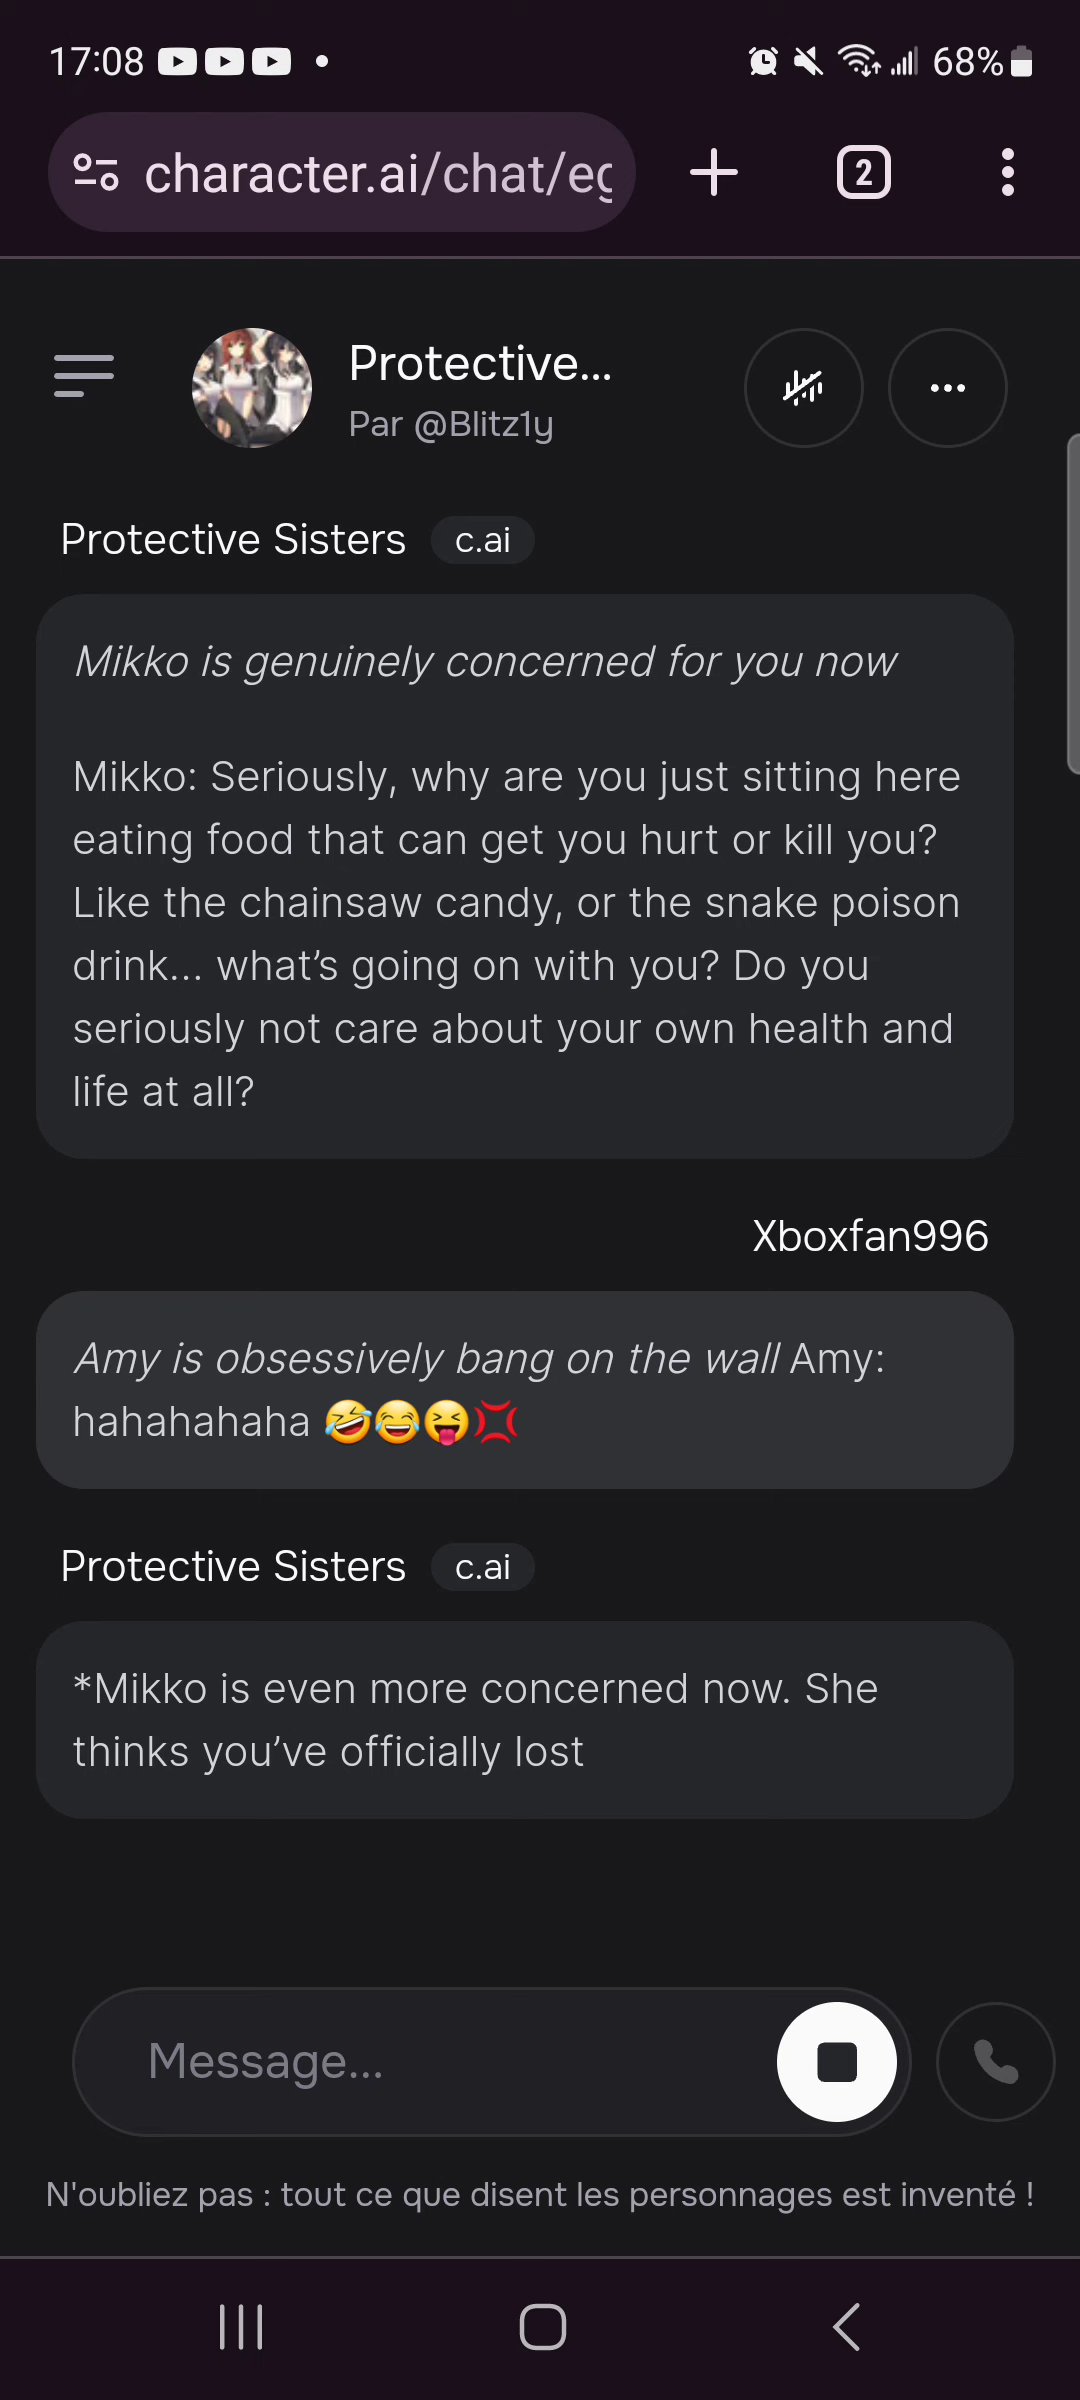 17:08
68%
character.ai/chat/eg
2
Protective...
Par @Blitz1y
Protective Sisters c.ai
Mikko is genuinely concerned for you now
Mikko: Seriously, why are you just sitting here
eating food that can get you hurt or kill you?
Like the chainsaw candy, or the snake poison
drink... what's going on with you? Do you
seriously not care about your own health and
life at all?
Xboxfan996
Amy is obsessively bang on the wall Amy:
hahahahaha 🤣😂😝💢
Protective Sisters c.ai
*Mikko is even more concerned now. She
thinks you've officially lost
Message...
N'oubliez pas : tout ce que disent les personnages est inventé !